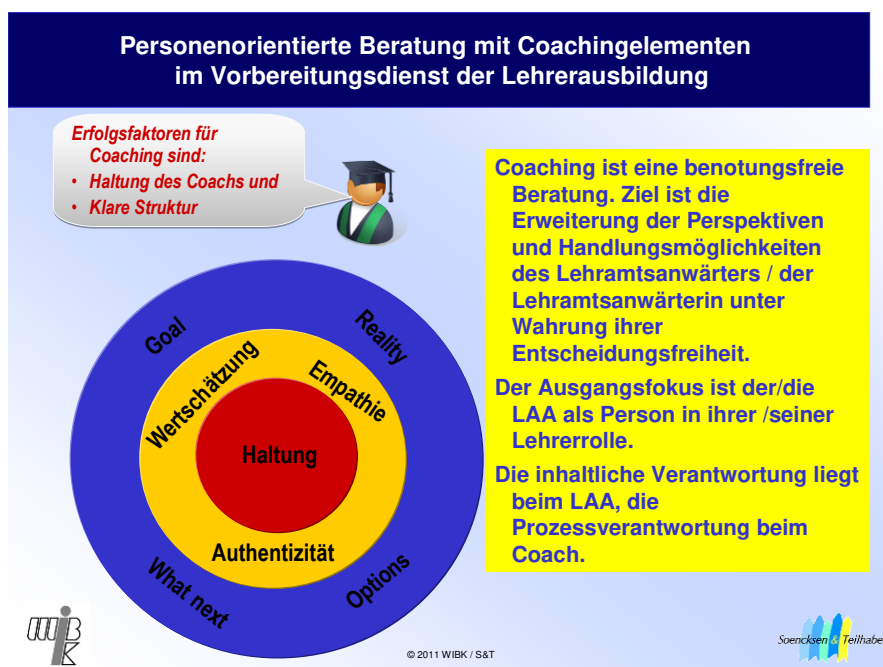 Personenorientierte Beratung mit Coachingelementen
im Vorbereitungsdienst der Lehrerausbildung
Erfolgsfaktoren für
Coaching sind:
• Haltung des Coachs und
• Klare Struktur
Coaching ist eine benotungsfreie
Beratung. Ziel ist die
Erweiterung der Perspektiven
und Handlungsmöglichkeiten
des Lehramtsanwärters / der
Lehramtsanwärterin unter
Wahrung ihrer
Entscheidungsfreiheit.
Der Ausgangsfokus ist der/die
LAA als Person in ihrer /seiner
Lehrerrolle.
Die inhaltliche Verantwortung liegt
beim LAA, die
Prozessverantwortung beim
Coach.
Goal
Reality
Wertschätzung
Empathie
Haltung
Authentizität
What next
Options
WIBK
© 2011 WIBK / S&T
Soencksen & Teilhabe